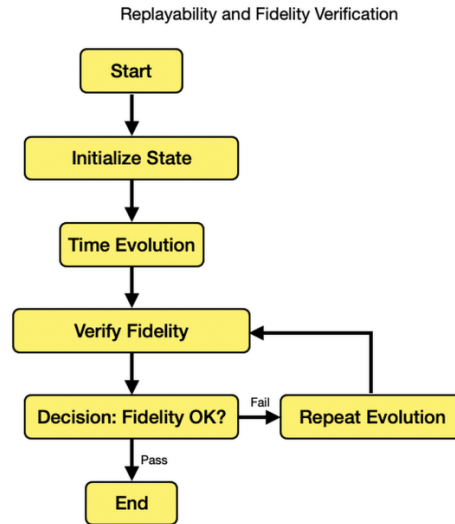 Replayability and Fidelity Verification
Start
Initialize State
Time Evolution
Verify Fidelity
Decision: Fidelity OK?
Fail
Repeat Evolution
Pass
End